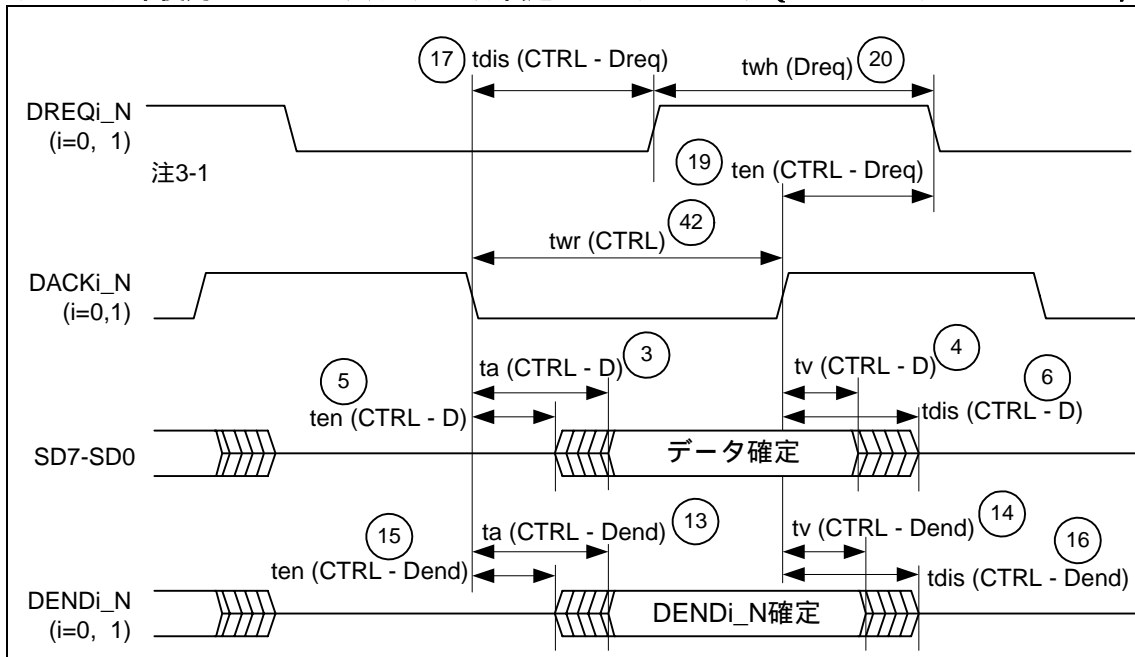 17 tdis (CTRL - Dreq)
twh (Dreq) 20
DREQi_N
(i=0, 1)
注3-1
19 ten (CTRL - Dreq)
twr (CTRL) 42
DACKi_N
(i=0,1)
ta (CTRL - D) 3
tv (CTRL - D) 4
5
ten (CTRL - D)
6
tdis (CTRL - D)
SD7-SD0
データ確定
ta (CTRL - Dend) 13
tv (CTRL - Dend) 14
15
ten (CTRL - Dend)
16
tdis (CTRL - Dend)
DENDi_N
(i=0, 1)
DENDi_N確定